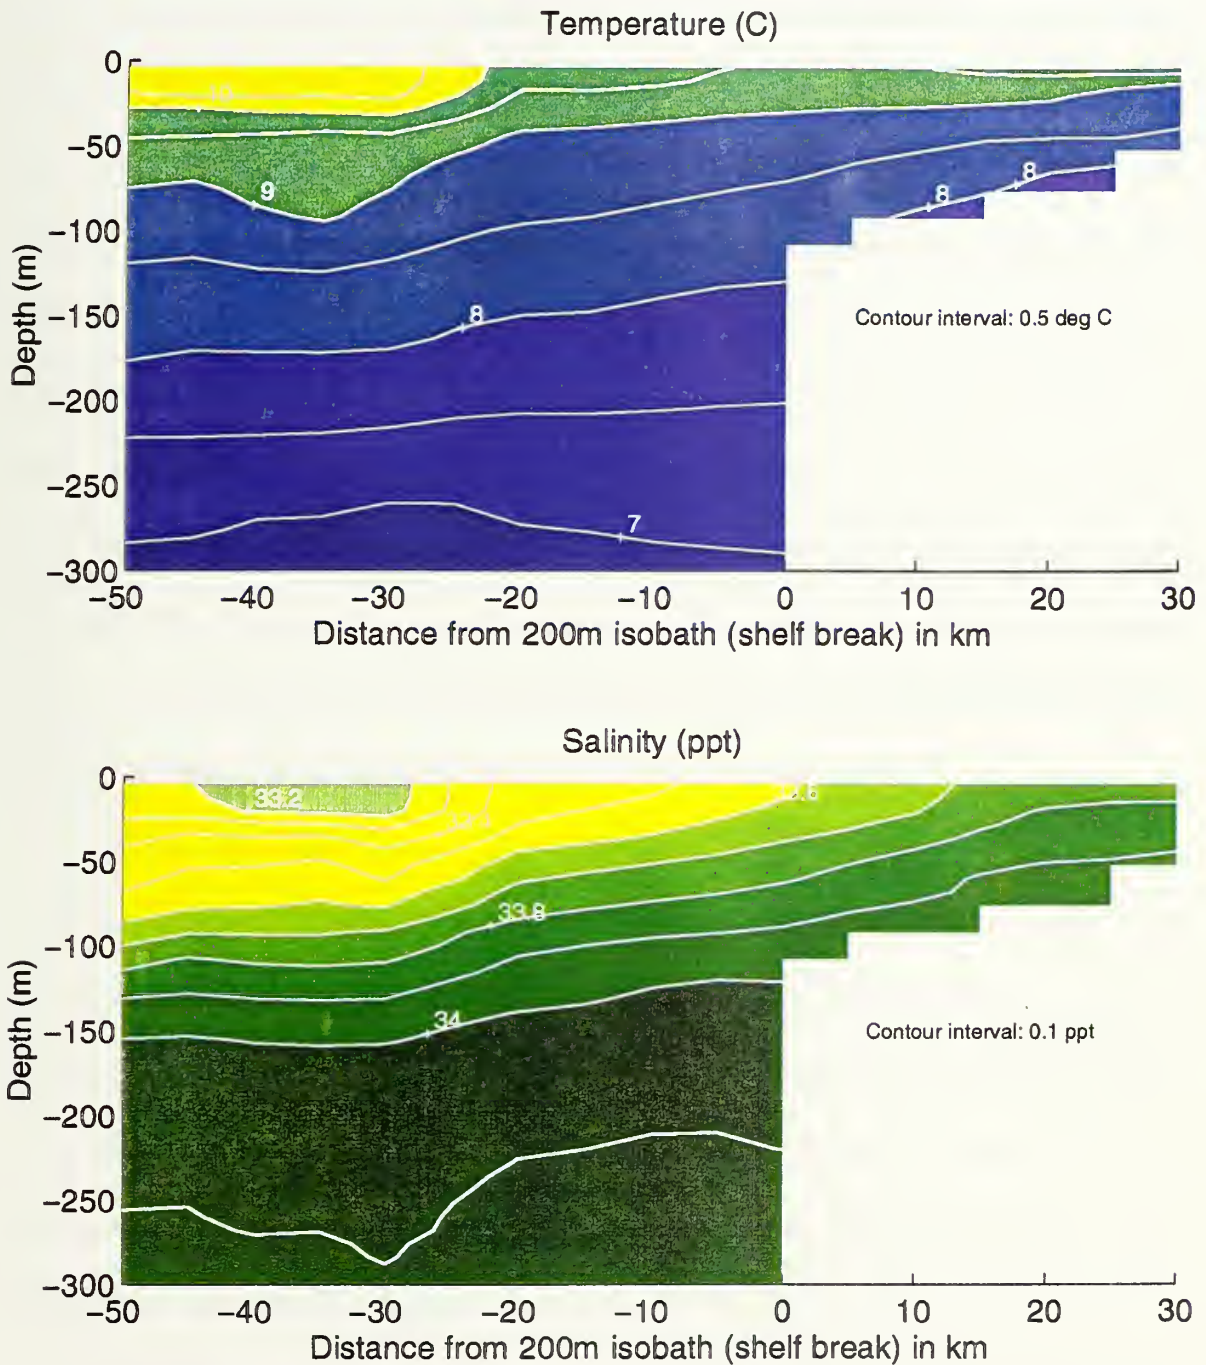 Temperature (C)
0
−50
−100
−150
−200
−250
−300
Depth (m)
10
9
8
8
8
7
Contour interval: 0.5 deg C
−50 −40 −30 −20 −10 0 10 20 30
Distance from 200m isobath (shelf break) in km
Salinity (ppt)
0
−50
−100
−150
−200
−250
−300
Depth (m)
33.2
33.8
34
Contour interval: 0.1 ppt
−50 −40 −30 −20 −10 0 10 20 30
Distance from 200m isobath (shelf break) in km